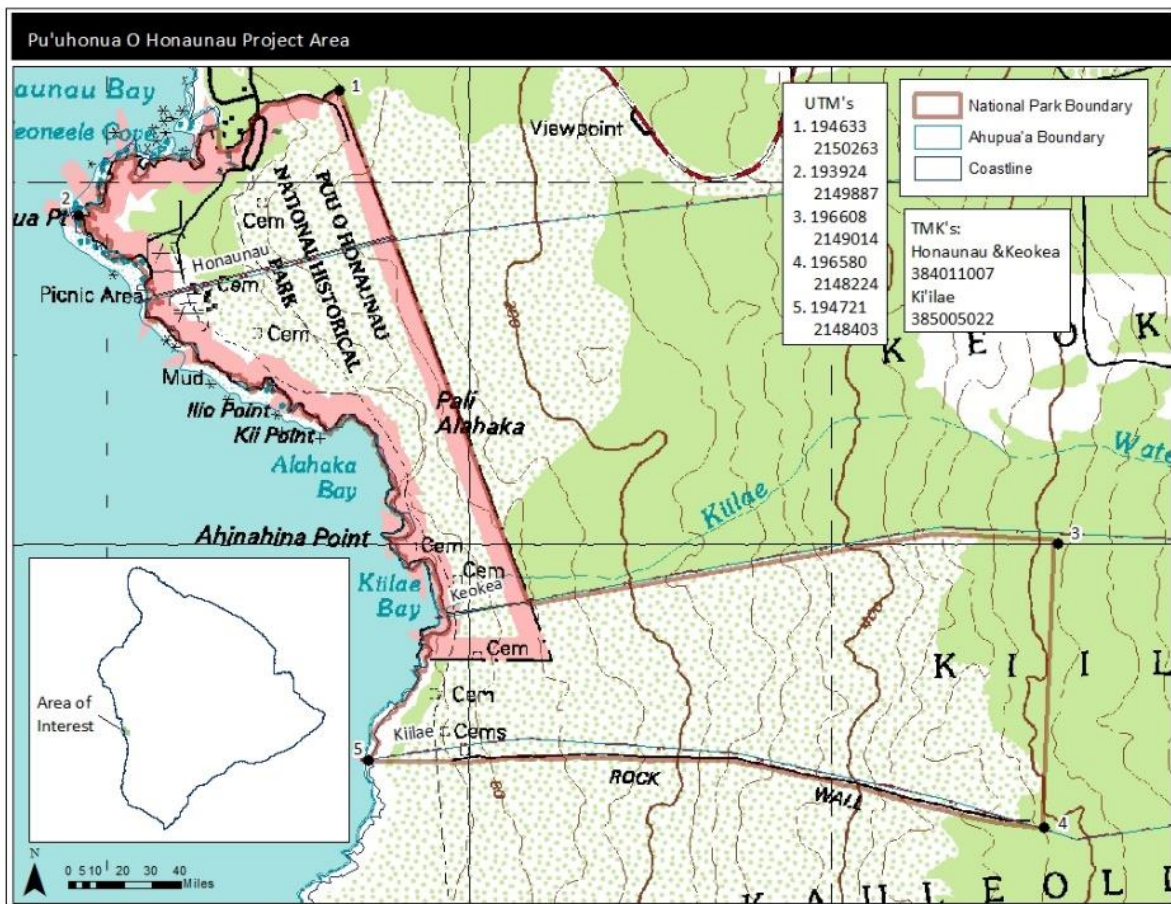 Pu'uhonua O Honaunau Project Area
aunau Bay
eoneele Cove
1
Viewpoint
UTM's
1. 194633
2150263
2. 193924
2149887
3. 196608
2149014
4. 196580
2148224
5. 194721
2148403
National Park Boundary
Ahupua'a Boundary
Coastline
TMK's:
Honaunau &Keokea
384011007
Ki'ilae
385005022
2
ua Pt
Cem
PUU O HONAUNAU
NATIONAL HISTORICAL
PARK
Honaunau
Picnic Area
Cem
Cem
200
K E O K
Mud
Ilio Point
Kii Point
Pali
Alahaka
Alahaka
Bay
Kiilae
Wate
Ahinahina Point
Cem
3
Cem
Keokea
Kiilae
Bay
600
Cem
K I I L
Cem
Kiilae
Cems
5
80
ROCK
WALL
4
K A U L E O L
Area of
Interest
N
0 5 10 20 30 40
Miles